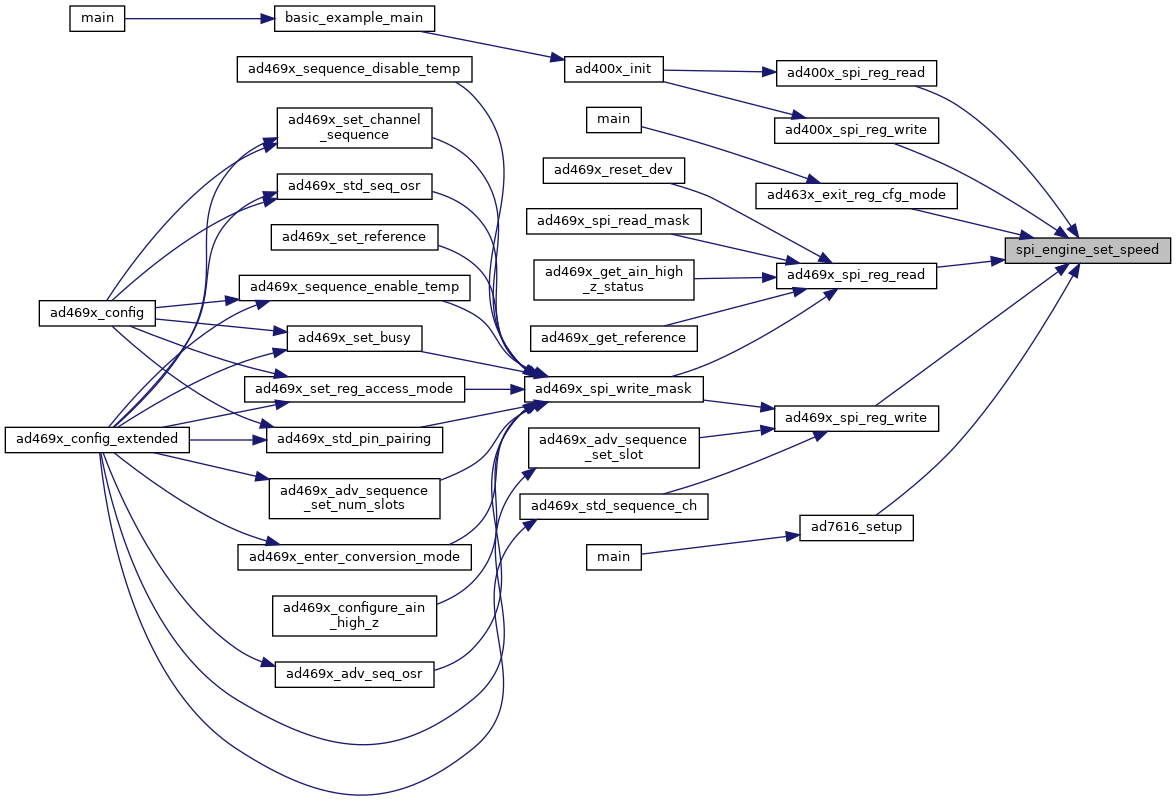 main
basic_example_main
ad469x_sequence_disable_temp
ad400x_init
ad400x_spi_reg_read
ad469x_set_channel
_sequence
main
ad400x_spi_reg_write
ad469x_reset_dev
ad469x_std_seq_osr
ad463x_exit_reg_cfg_mode
ad469x_spi_read_mask
ad469x_set_reference
spi_engine_set_speed
ad469x_get_ain_high
_z_status
ad469x_spi_reg_read
ad469x_sequence_enable_temp
ad469x_config
ad469x_set_busy
ad469x_get_reference
ad469x_set_reg_access_mode
ad469x_spi_write_mask
ad469x_spi_reg_write
ad469x_config_extended
ad469x_std_pin_pairing
ad469x_adv_sequence
_set_slot
ad469x_adv_sequence
_set_num_slots
ad469x_std_sequence_ch
ad7616_setup
ad469x_enter_conversion_mode
main
ad469x_configure_ain
_high_z
ad469x_adv_seq_osr